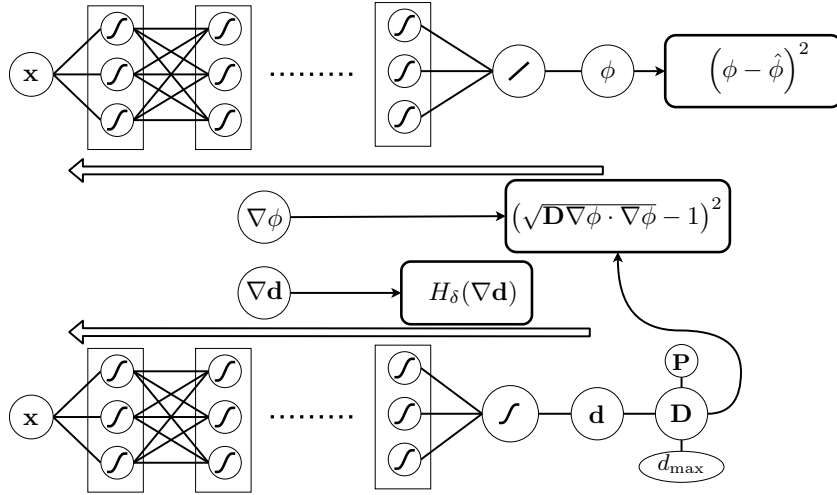 x
ϕ
(ϕ − ϕ̂)²
∇ϕ
(√D∇ϕ · ∇ϕ − 1)²
∇d
H_δ(∇d)
P
x
d
D
d_max